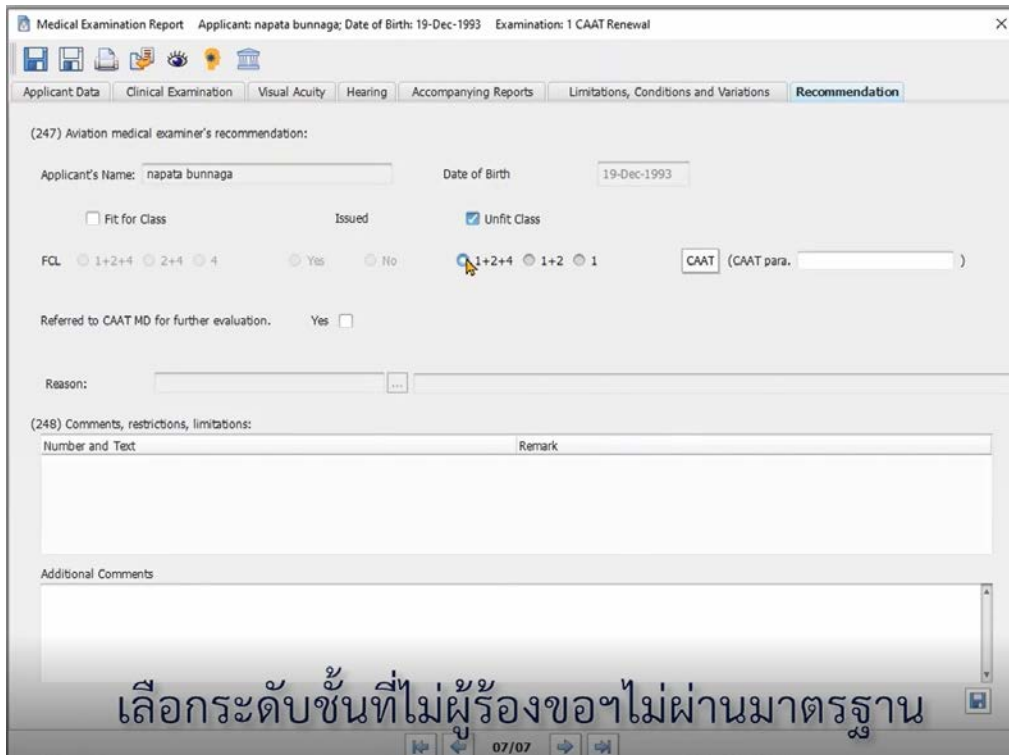 Medical Examination Report Applicant: napata bunnaga; Date of Birth: 19-Dec-1993 Examination: 1 CAAT Renewal
Applicant Data Clinical Examination Visual Acuity Hearing Accompanying Reports Limitations, Conditions and Variations Recommendation
(247) Aviation medical examiner's recommendation:
Applicant's Name: napata bunnaga Date of Birth 19-Dec-1993
Fit for Class Issued Unfit Class
FCL 1+2+4 2+4 4 Yes No 1+2+4 1+2 1 CAAT (CAAT para. )
Referred to CAAT MD for further evaluation. Yes
Reason: ...
(248) Comments, restrictions, limitations:
Number and Text Remark
Additional Comments
เลือกระดับชั้นที่ไม่ผู้ร้องขอฯไม่ผ่านมาตรฐาน
07/07